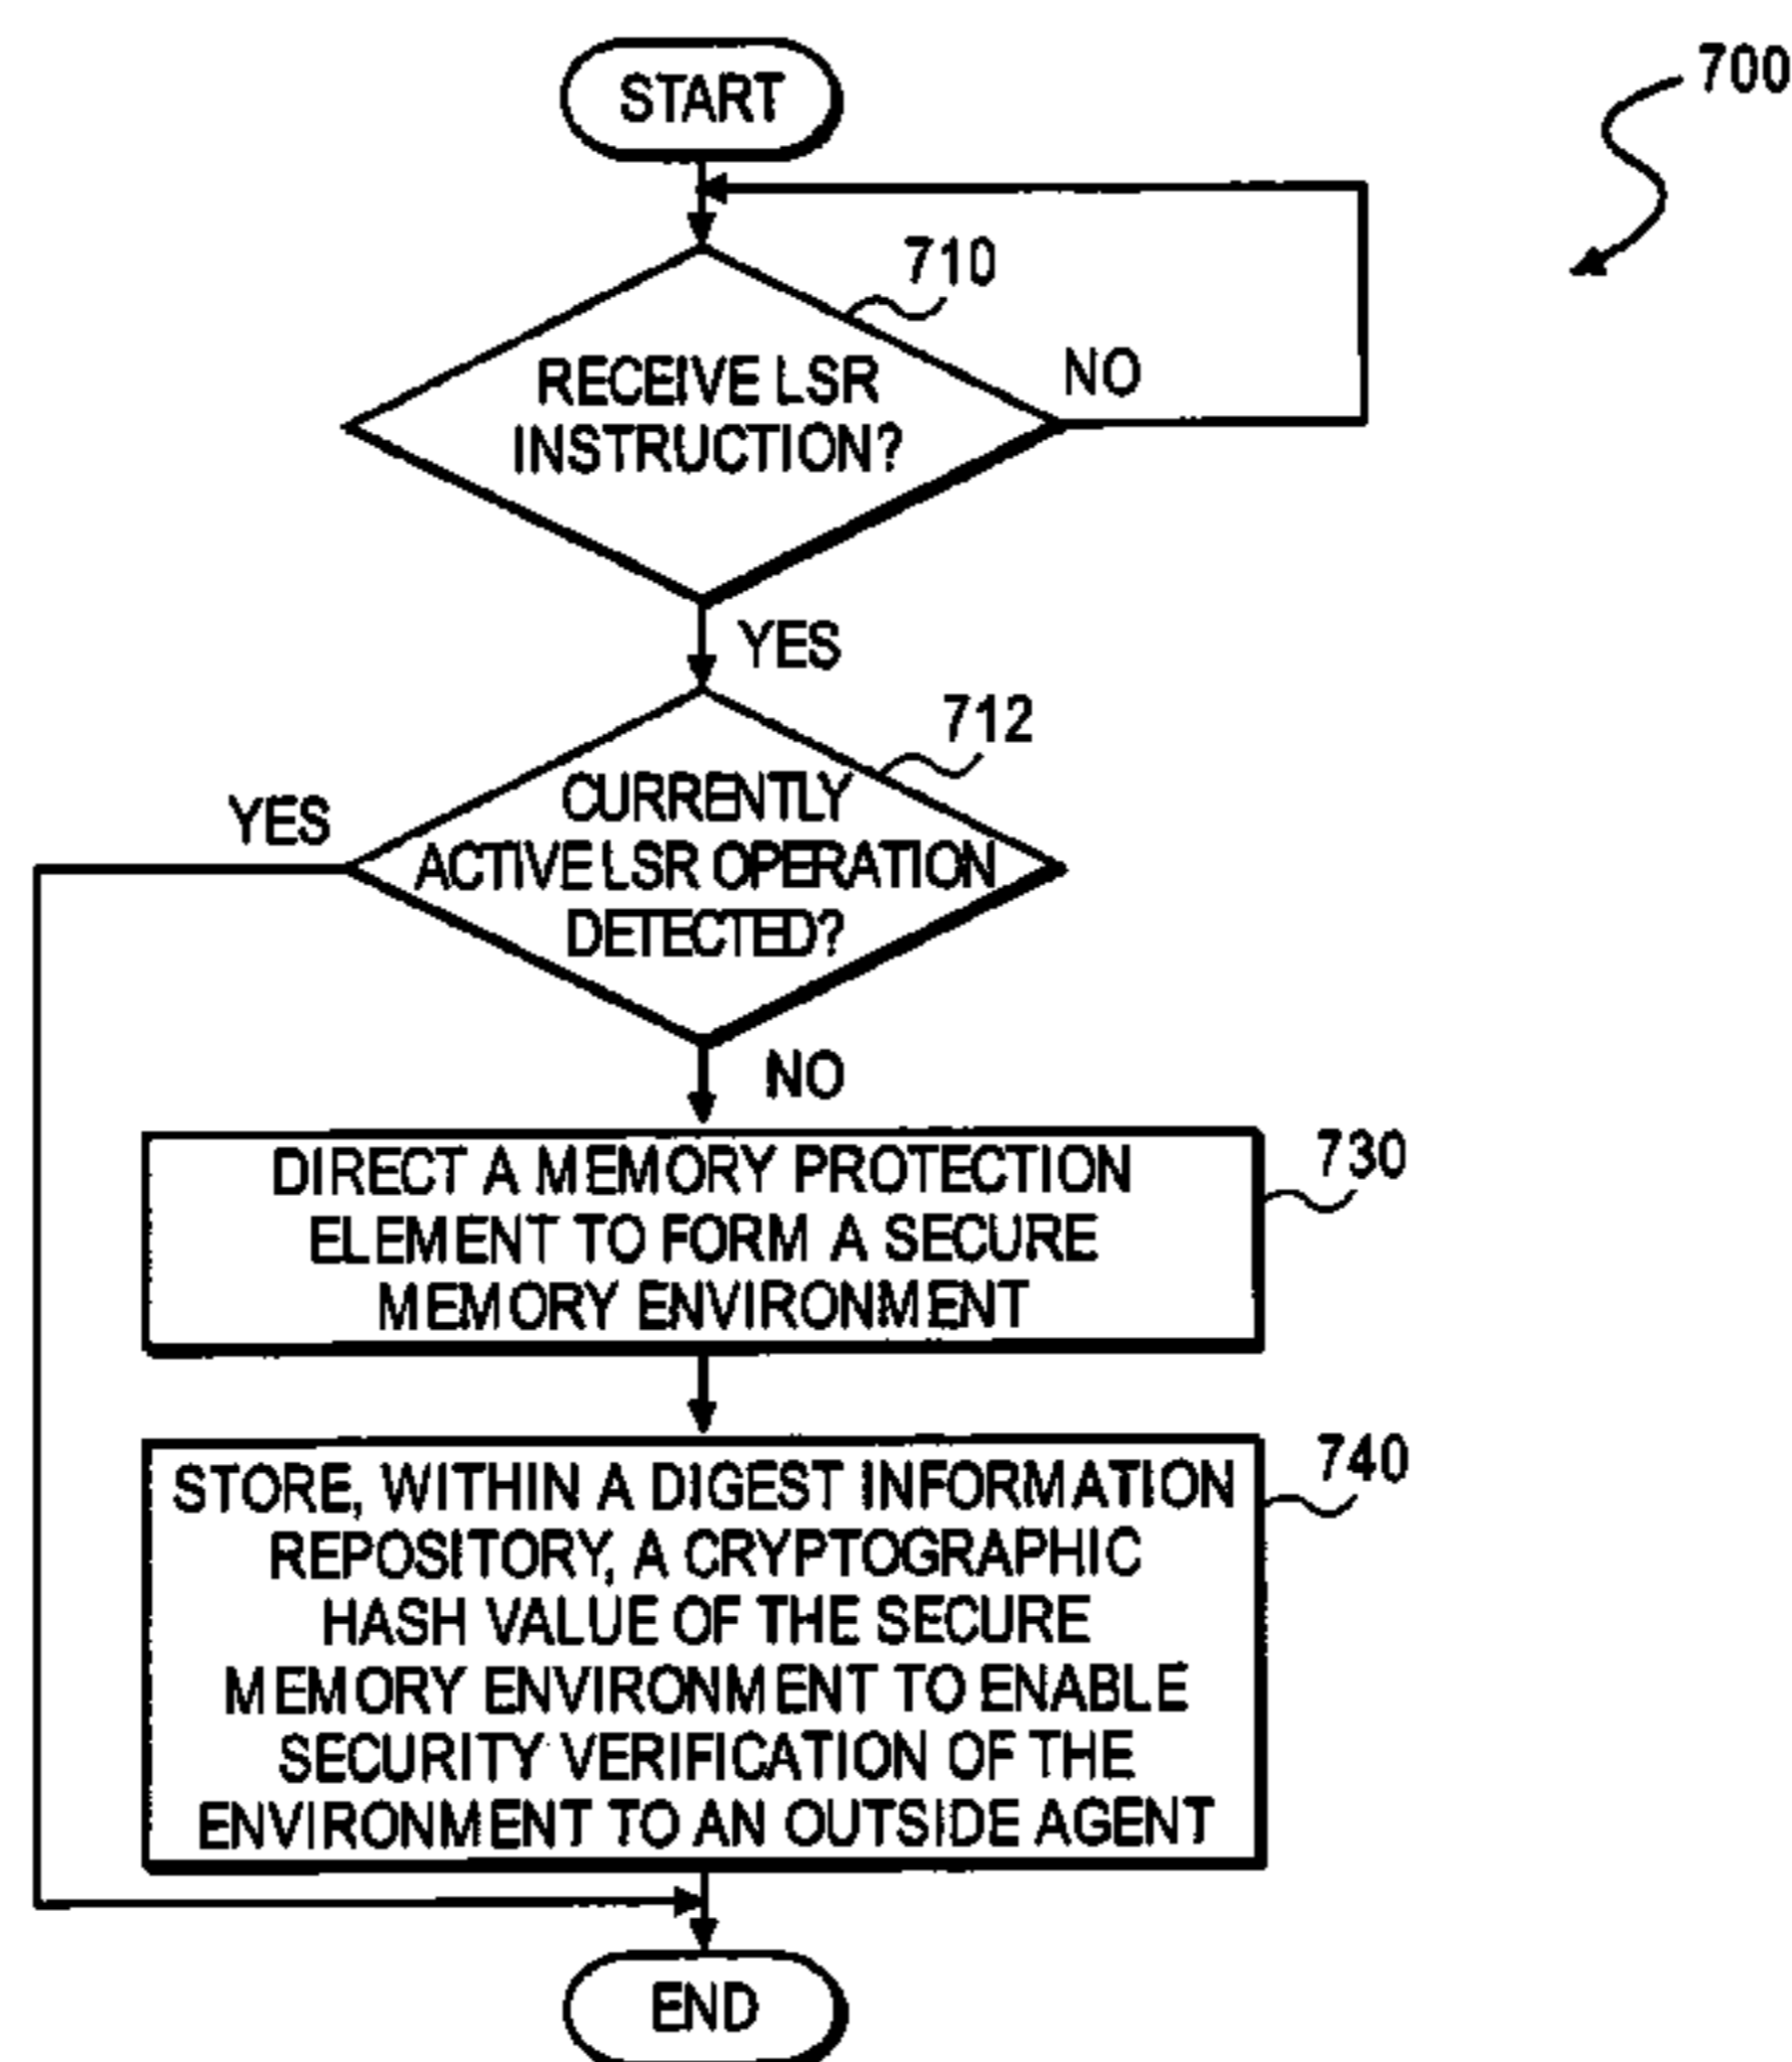 START
700
710
RECEIVE LSR
INSTRUCTION?
NO
YES
712
CURRENTLY
ACTIVE LSR OPERATION
DETECTED?
YES
NO
730
DIRECT A MEMORY PROTECTION
ELEMENT TO FORM A SECURE
MEMORY ENVIRONMENT
740
STORE, WITHIN A DIGEST INFORMATION
REPOSITORY, A CRYPTOGRAPHIC
HASH VALUE OF THE SECURE
MEMORY ENVIRONMENT TO ENABLE
SECURITY VERIFICATION OF THE
ENVIRONMENT TO AN OUTSIDE AGENT
END